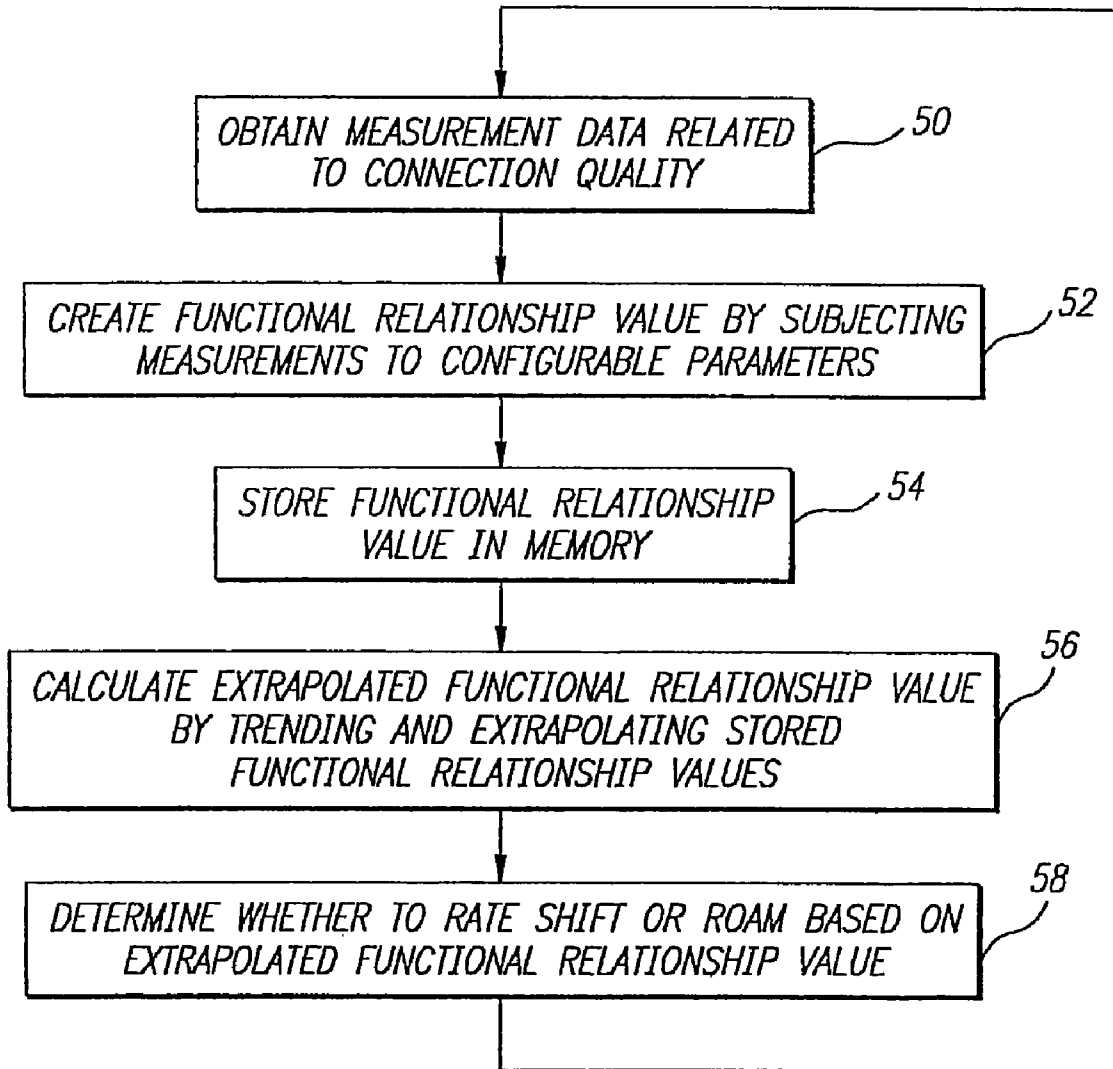 OBTAIN MEASUREMENT DATA RELATED
TO CONNECTION QUALITY
50
CREATE FUNCTIONAL RELATIONSHIP VALUE BY SUBJECTING
MEASUREMENTS TO CONFIGURABLE PARAMETERS
52
STORE FUNCTIONAL RELATIONSHIP
VALUE IN MEMORY
54
CALCULATE EXTRAPOLATED FUNCTIONAL RELATIONSHIP VALUE
BY TRENDING AND EXTRAPOLATING STORED
FUNCTIONAL RELATIONSHIP VALUES
56
DETERMINE WHETHER TO RATE SHIFT OR ROAM BASED ON
EXTRAPOLATED FUNCTIONAL RELATIONSHIP VALUE
58